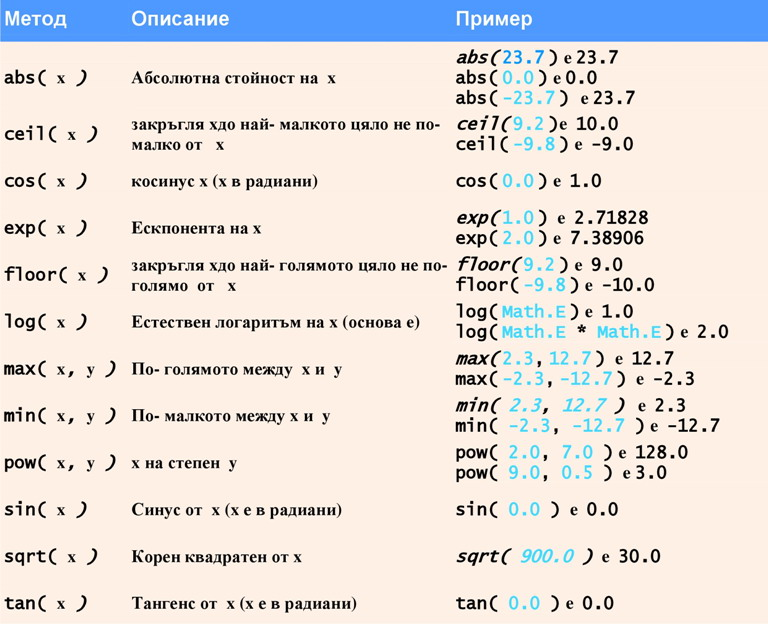 Метод Описание Пример
abs( x ) Абсолютна стойност на x abs(23.7) е 23.7
abs(0.0) е 0.0
abs(-23.7) е 23.7
ceil( x ) закръгля xдо най- малкото цяло не по-малко от x ceil(9.2)е 10.0
ceil(-9.8) е -9.0
cos( x ) косинус x (x в радиани) cos(0.0) е 1.0
exp( x ) Ескпонента на x exp(1.0) е 2.71828
exp(2.0) е 7.38906
floor( x ) закръгля xдо най- голямото цяло не по-голямо от x floor(9.2) е 9.0
floor(-9.8) е -10.0
log( x ) Естествен логаритъм на x (основа е) log(Math.E) е 1.0
log(Math.E * Math.E) е 2.0
max( x, y ) По- голямото между x и y max(2.3, 12.7) е 12.7
max(-2.3, -12.7) е -2.3
min( x, y ) По- малкото между x и y min( 2.3, 12.7 ) е 2.3
min( -2.3, -12.7 ) е -12.7
pow( x, y ) x на степен y pow( 2.0, 7.0 ) е 128.0
pow( 9.0, 0.5 ) е 3.0
sin( x ) Синус от x (x е в радиани) sin( 0.0 ) е 0.0
sqrt( x ) Корен квадратен от x sqrt( 900.0 ) е 30.0
tan( x ) Тангенс от x (x е в радиани) tan( 0.0 ) е 0.0